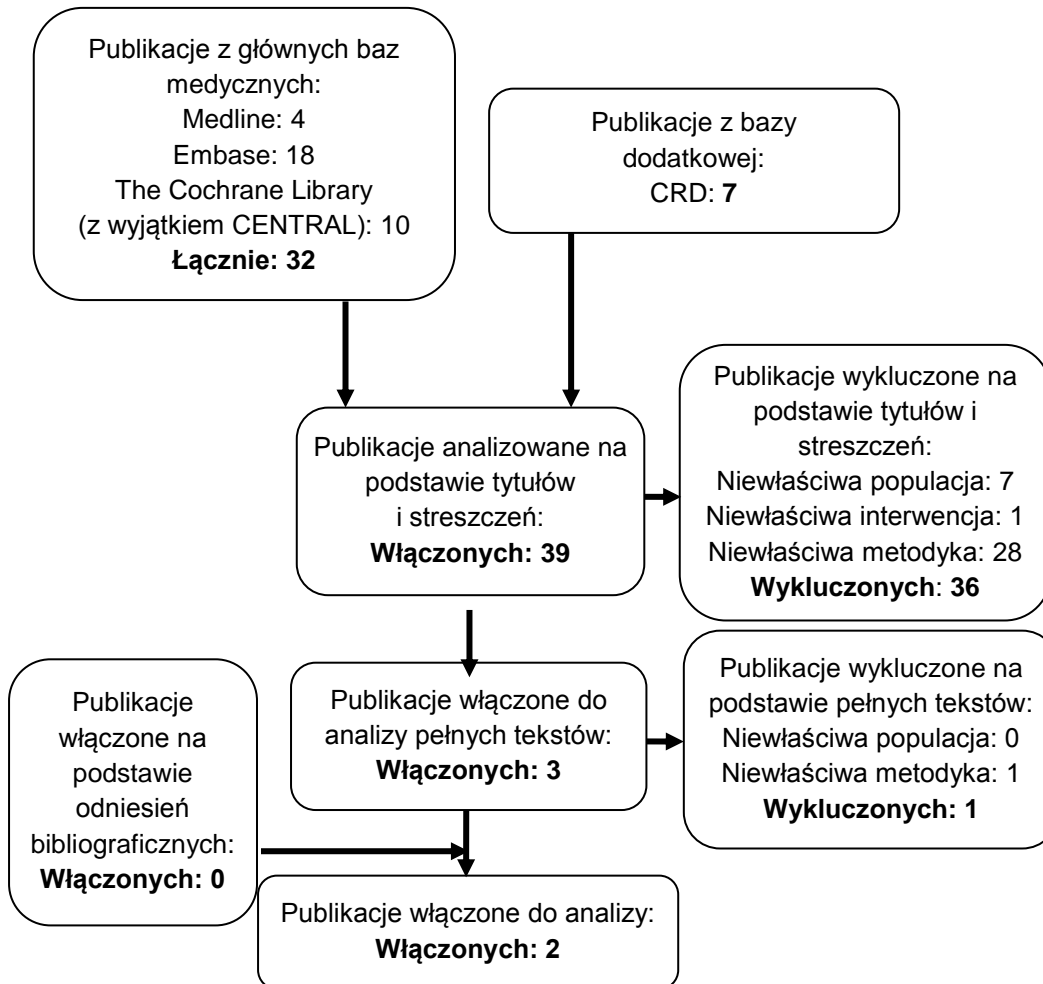 Publikacje z głównych baz
medycznych:
Medline: 4
Embase: 18
The Cochrane Library
(z wyjątkiem CENTRAL): 10
Łącznie: 32
Publikacje z bazy
dodatkowej:
CRD: 7
Publikacje analizowane na
podstawie tytułów
i streszczeń:
Włączonych: 39
Publikacje wykluczone na
podstawie tytułów i
streszczeń:
Niewłaściwa populacja: 7
Niewłaściwa interwencja: 1
Niewłaściwa metodyka: 28
Wykluczonych: 36
Publikacje włączone do
analizy pełnych tekstów:
Włączonych: 3
Publikacje wykluczone na
podstawie pełnych tekstów:
Niewłaściwa populacja: 0
Niewłaściwa metodyka: 1
Wykluczonych: 1
Publikacje
włączone na
podstawie
odniesień
bibliograficznych:
Włączonych: 0
Publikacje włączone do analizy:
Włączonych: 2